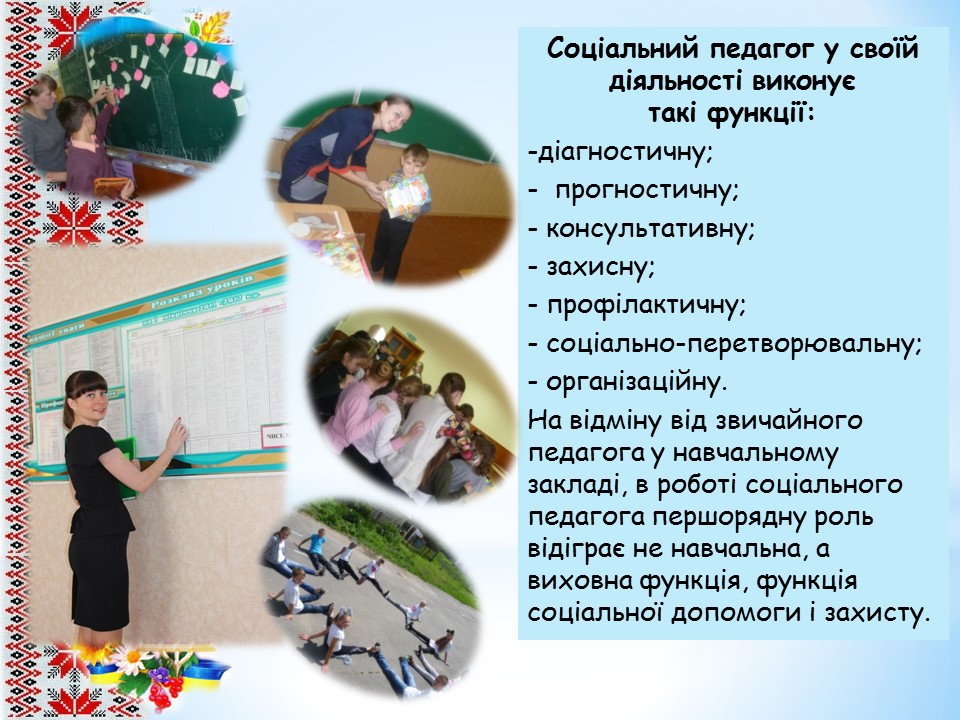 Соціальний педагог у своїй
діяльності виконує
такі функції:
-діагностичну;
- прогностичну;
- консультативну;
- захисну;
- профілактичну;
- соціально-перетворювальну;
- організаційну.
На відміну від звичайного
педагога у навчальному
закладі, в роботі соціального
педагога першорядну роль
відіграє не навчальна, а
виховна функція, функція
соціальної допомоги і захисту.
Розклад уроків